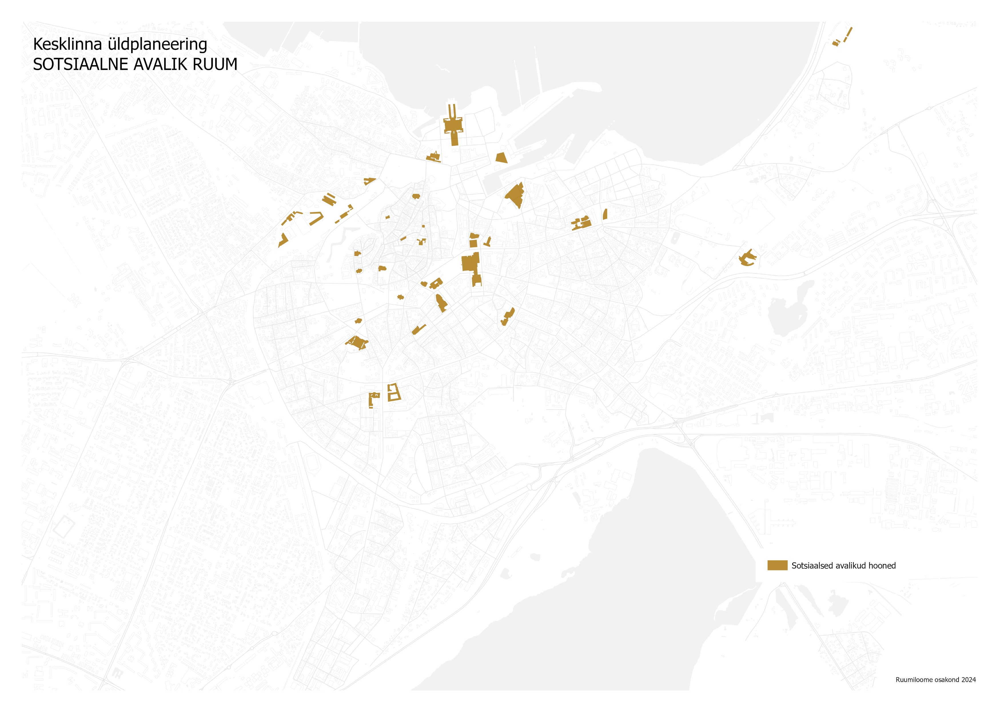 Kesklinna üldplaneering
SOTSIAALNE AVALIK RUUM
Sotsiaalsed avalikud hooned
Ruumiloome osakond 2024